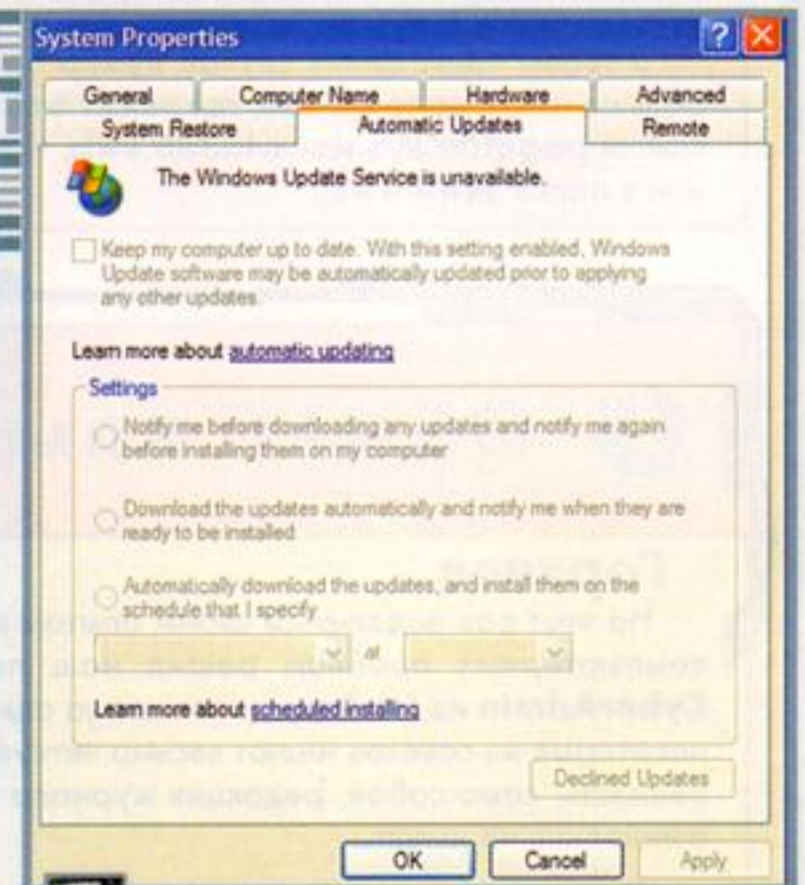 System Properties
General Computer Name Hardware Advanced
System Restore Automatic Updates Remote
The Windows Update Service is unavailable.
Keep my computer up to date. With this setting enabled, Windows
Update software may be automatically updated prior to applying
any other updates.
Learn more about automatic updating
Settings
Notify me before downloading any updates and notify me again
before installing them on my computer
Download the updates automatically and notify me when they are
ready to be installed
Automatically download the updates, and install them on the
schedule that I specify
at
Learn more about scheduled installing
Declined Updates
OK Cancel Apply